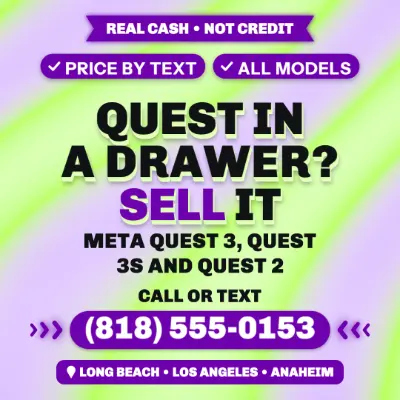 REAL CASH • NOT CREDIT
PRICE BY TEXT
ALL MODELS
QUEST IN
A DRAWER?
SELL IT
META QUEST 3, QUEST
3S AND QUEST 2
CALL OR TEXT
(818) 555-0153
LONG BEACH • LOS ANGELES • ANAHEIM